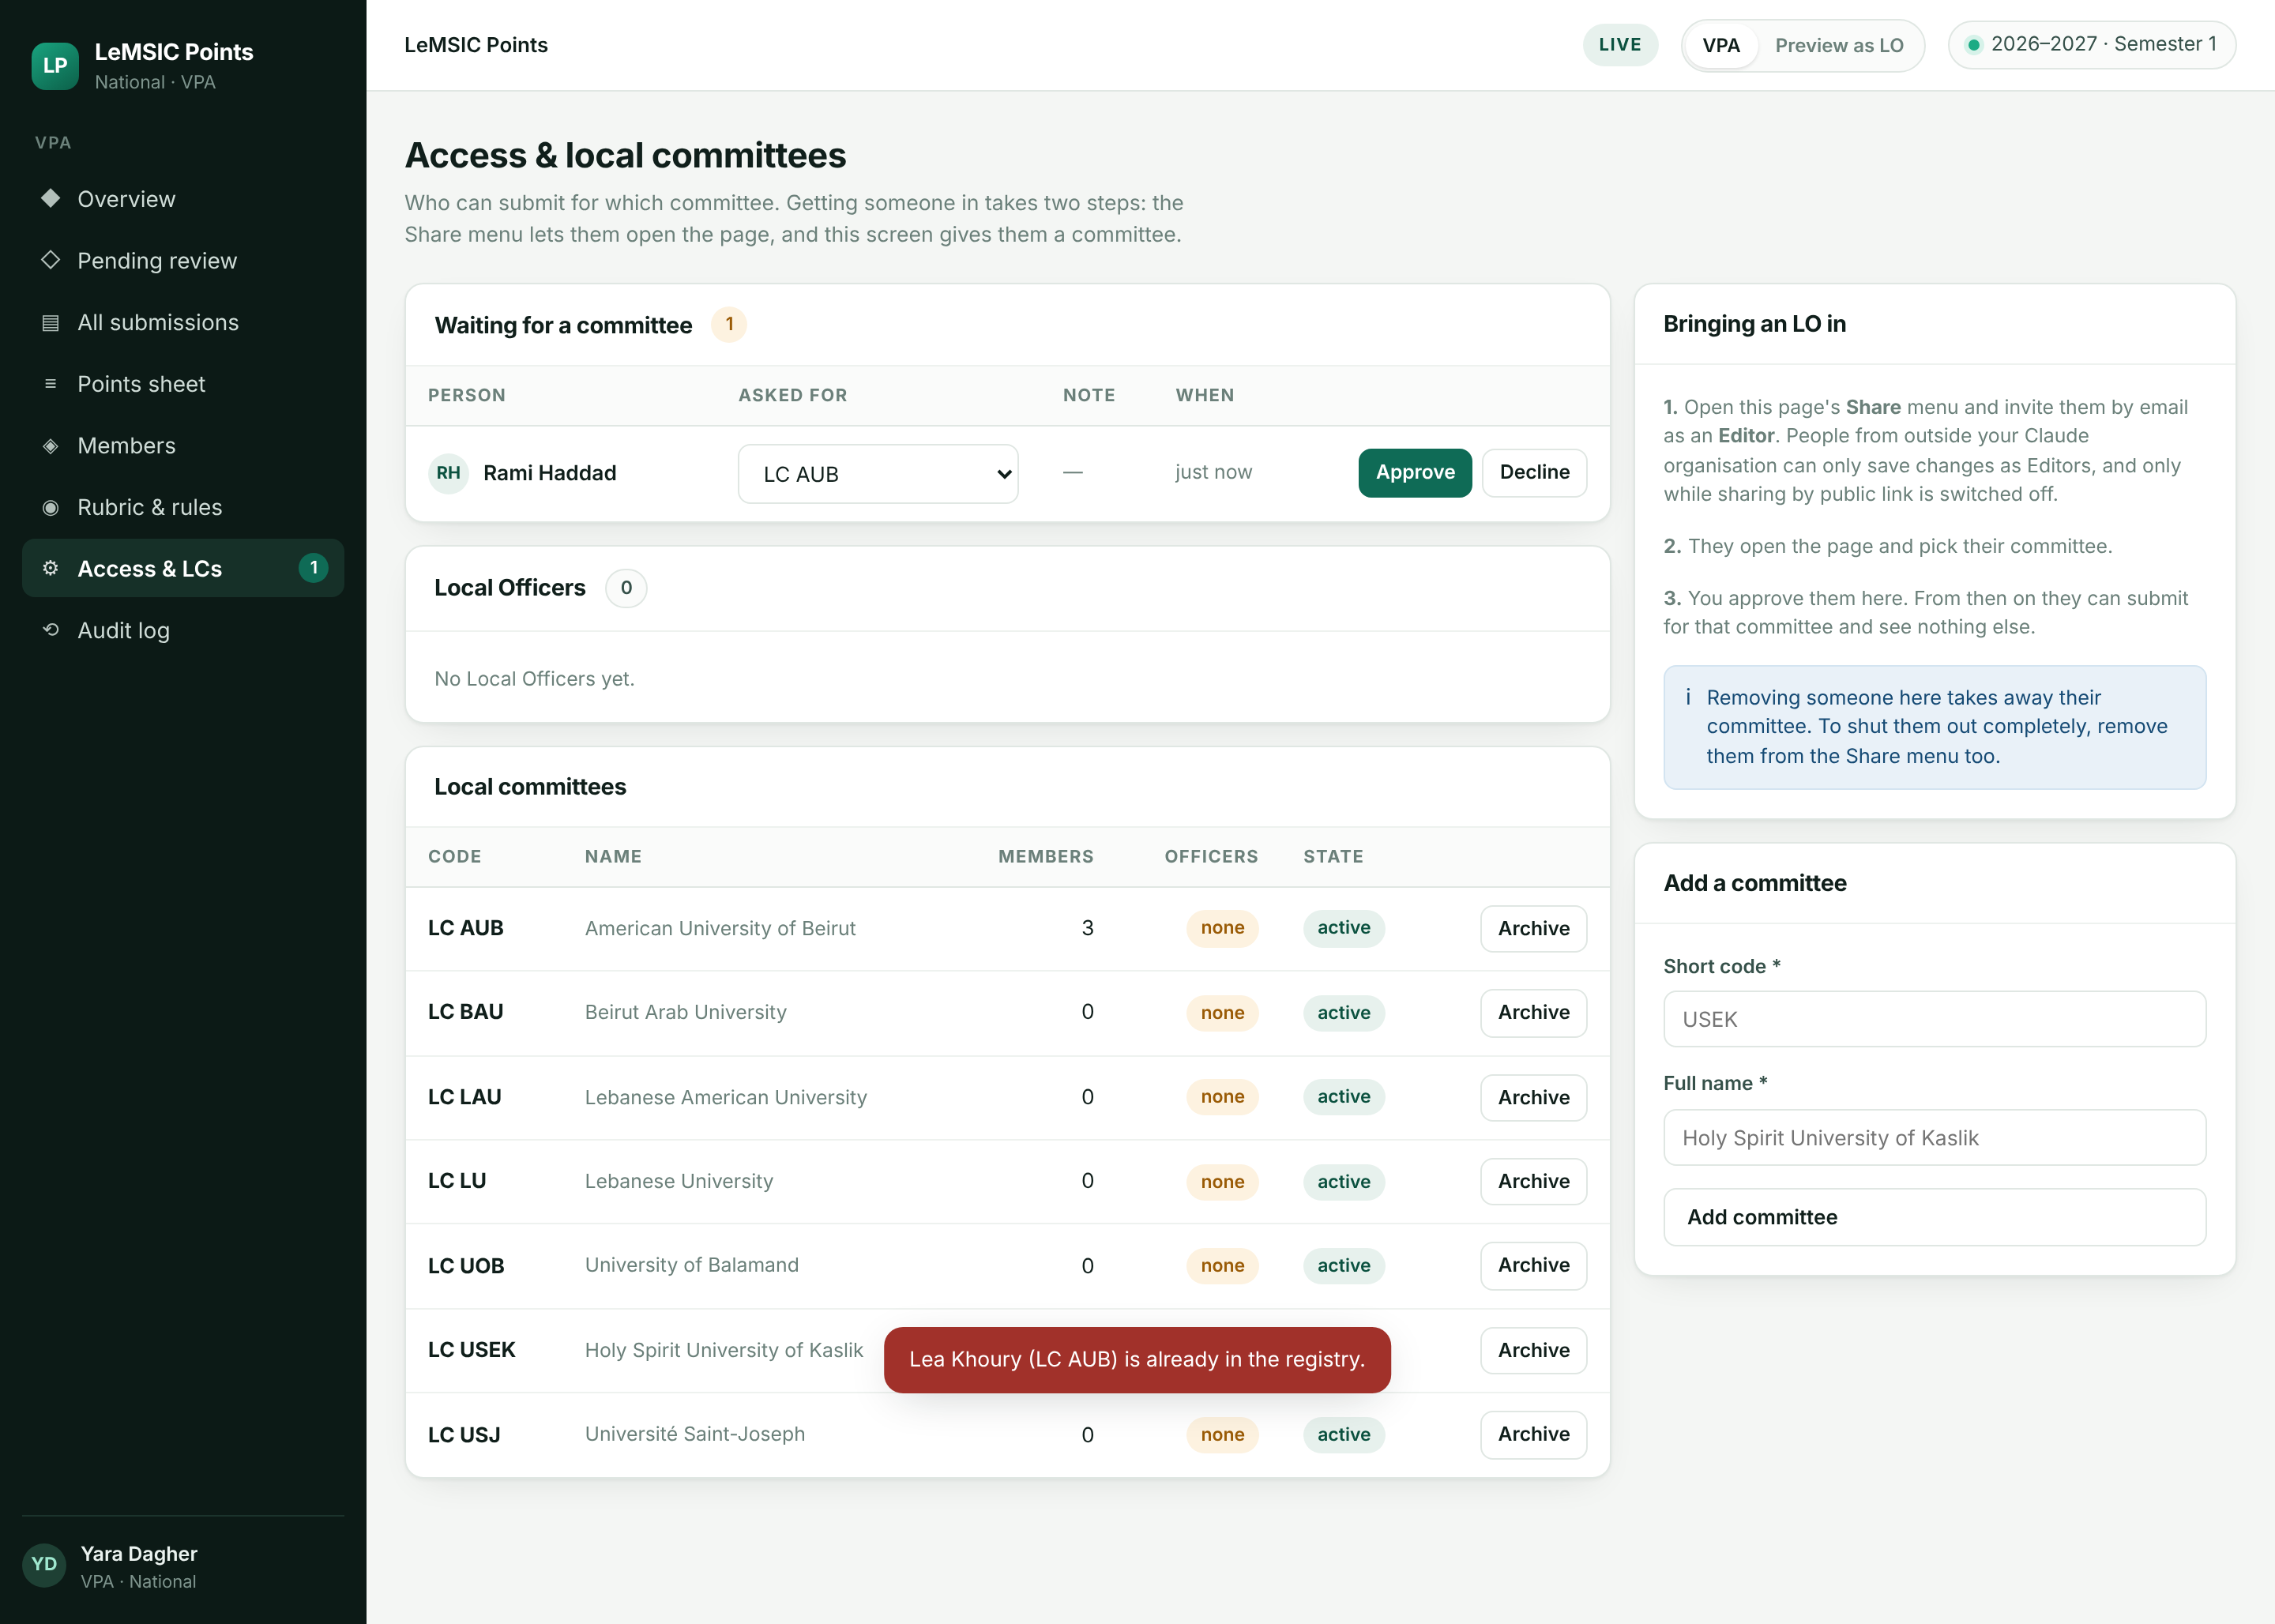 LP
LeMSIC Points
National · VPA
VPA
Overview
Pending review
All submissions
Points sheet
Members
Rubric & rules
Access & LCs
1
Audit log
YD
Yara Dagher
VPA · National
LeMSIC Points
LIVE
VPA
Preview as LO
2026–2027 · Semester 1
Access & local committees
Who can submit for which committee. Getting someone in takes two steps: the
Share menu lets them open the page, and this screen gives them a committee.
Waiting for a committee 1
PERSON ASKED FOR NOTE WHEN
RH Rami Haddad LC AUB — just now Approve Decline
Local Officers 0
No Local Officers yet.
Local committees
CODE NAME MEMBERS OFFICERS STATE
LC AUB American University of Beirut 3 none active Archive
LC BAU Beirut Arab University 0 none active Archive
LC LAU Lebanese American University 0 none active Archive
LC LU Lebanese University 0 none active Archive
LC UOB University of Balamand 0 none active Archive
LC USEK Holy Spirit University of Kaslik Archive
Lea Khoury (LC AUB) is already in the registry.
LC USJ Université Saint-Joseph 0 none active Archive
Bringing an LO in
1. Open this page's Share menu and invite them by email
as an Editor. People from outside your Claude
organisation can only save changes as Editors, and only
while sharing by public link is switched off.
2. They open the page and pick their committee.
3. You approve them here. From then on they can submit
for that committee and see nothing else.
i Removing someone here takes away their
committee. To shut them out completely, remove
them from the Share menu too.
Add a committee
Short code *
USEK
Full name *
Holy Spirit University of Kaslik
Add committee